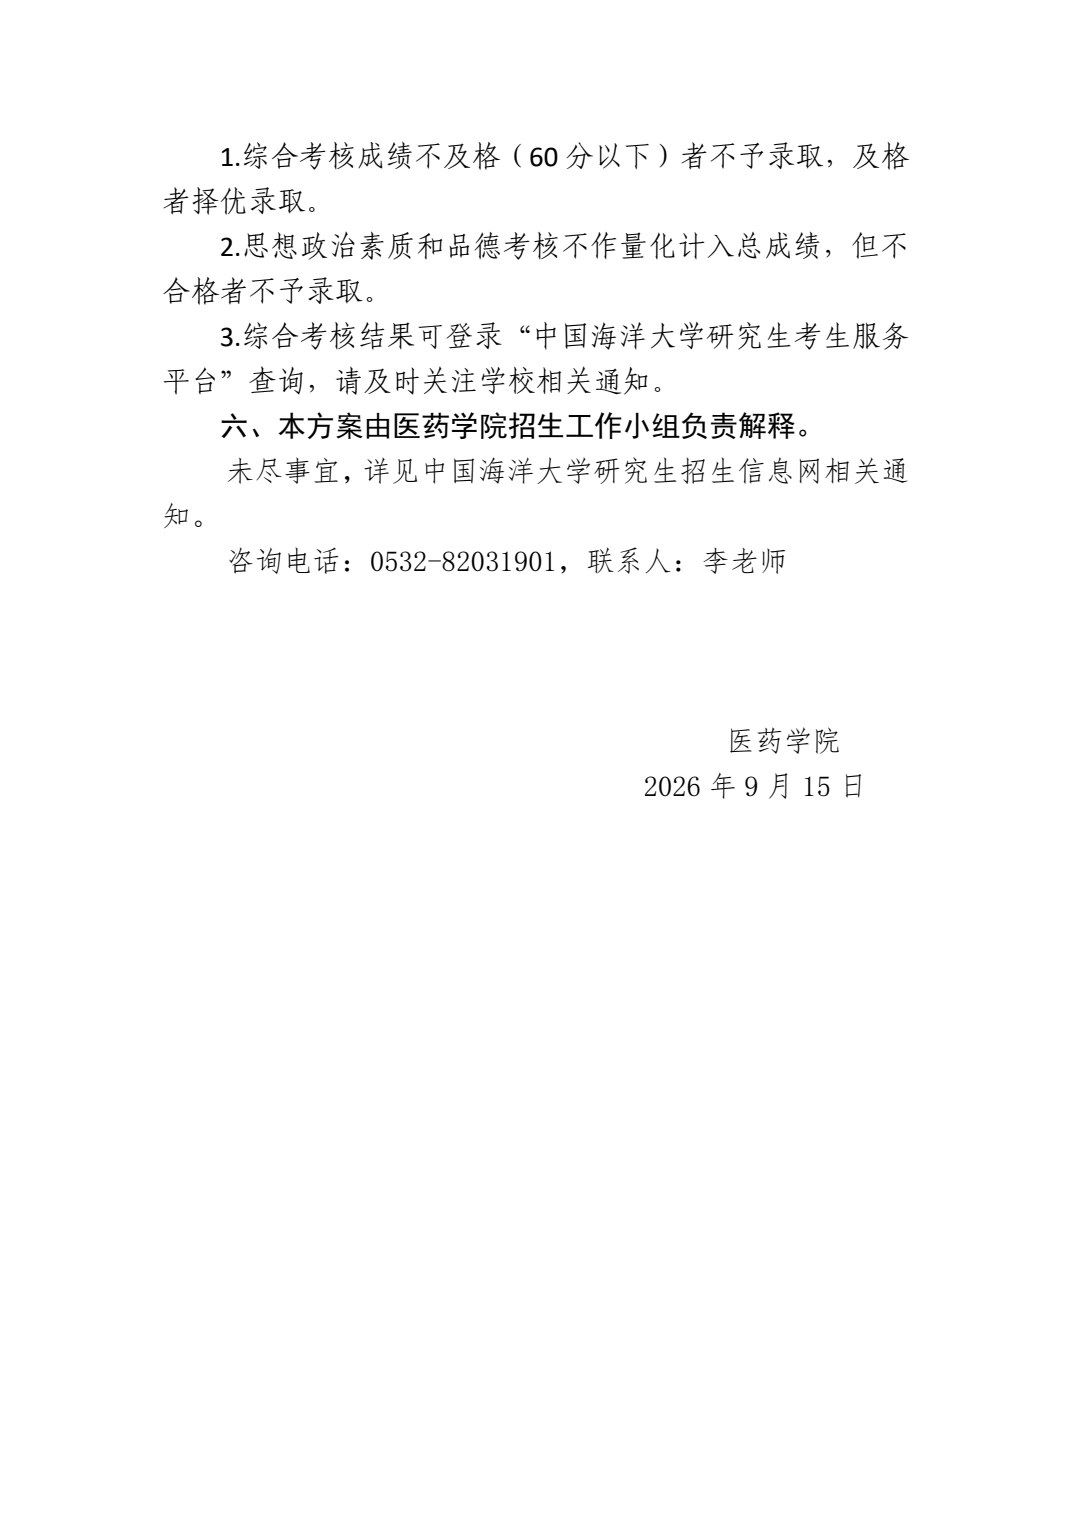 1.综合考核成绩不及格（60 分以下）者不予录取，及格
者择优录取。
2.思想政治素质和品德考核不作量化计入总成绩，但不
合格者不予录取。
3.综合考核结果可登录“中国海洋大学研究生考生服务
平台”查询，请及时关注学校相关通知。
六、本方案由医药学院招生工作小组负责解释。
未尽事宜，详见中国海洋大学研究生招生信息网相关通
知。
咨询电话：0532-82031901，联系人：李老师
医药学院
2026 年 9 月 15 日